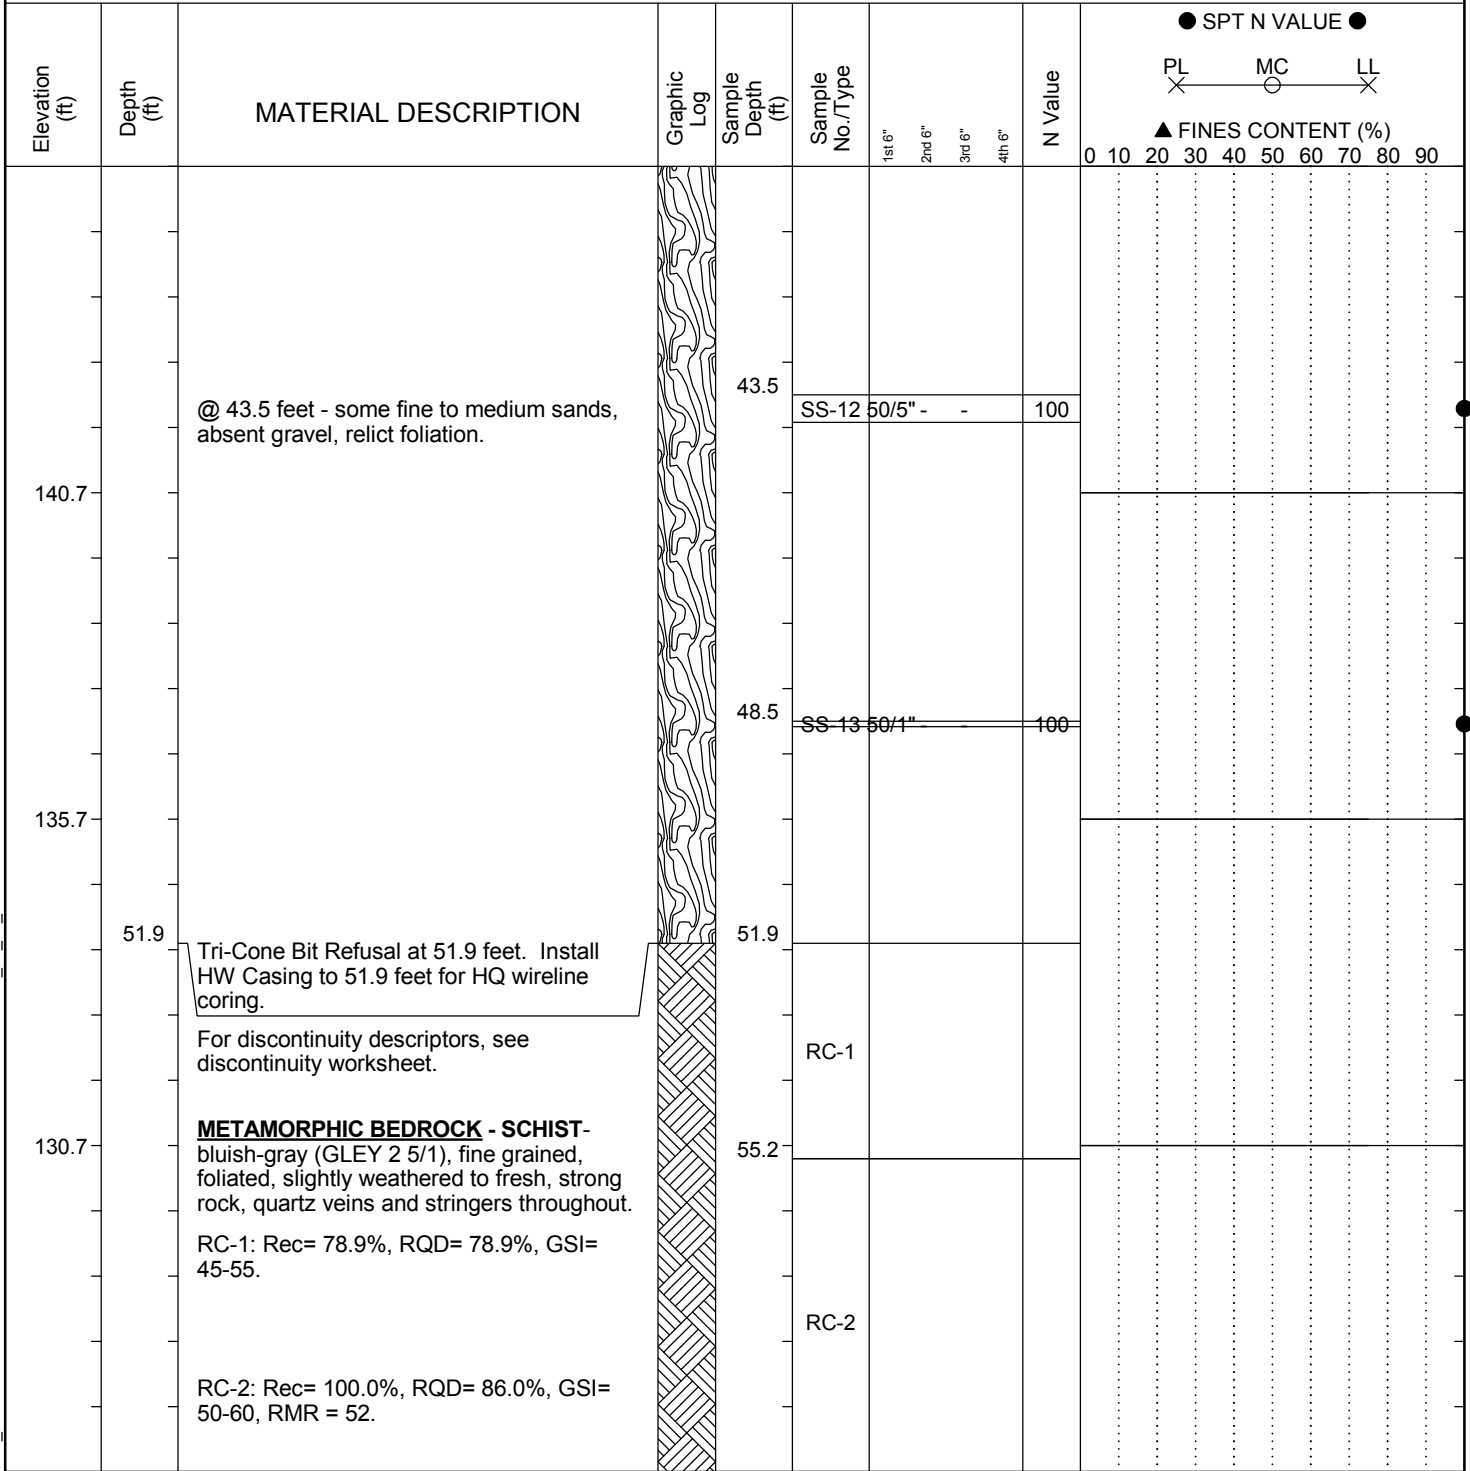 Elevation
(ft)
Depth
(ft)
MATERIAL DESCRIPTION
Graphic
Log
Sample
Depth
(ft)
Sample
No./Type
1st 6"
2nd 6"
3rd 6"
4th 6"
N Value
● SPT N VALUE ●
PL MC LL
▲ FINES CONTENT (%)
0 10 20 30 40 50 60 70 80 90
43.5
@ 43.5 feet - some fine to medium sands,
absent gravel, relict foliation.
SS-12 50/5" - - 100
140.7
48.5
SS-13 50/1" - - 100
135.7
51.9
51.9
Tri-Cone Bit Refusal at 51.9 feet. Install
HW Casing to 51.9 feet for HQ wireline
coring.
For discontinuity descriptors, see
discontinuity worksheet.
RC-1
METAMORPHIC BEDROCK - SCHIST-
130.7
55.2
bluish-gray (GLEY 2 5/1), fine grained,
foliated, slightly weathered to fresh, strong
rock, quartz veins and stringers throughout.
RC-1: Rec= 78.9%, RQD= 78.9%, GSI=
45-55.
RC-2
RC-2: Rec= 100.0%, RQD= 86.0%, GSI=
50-60, RMR = 52.